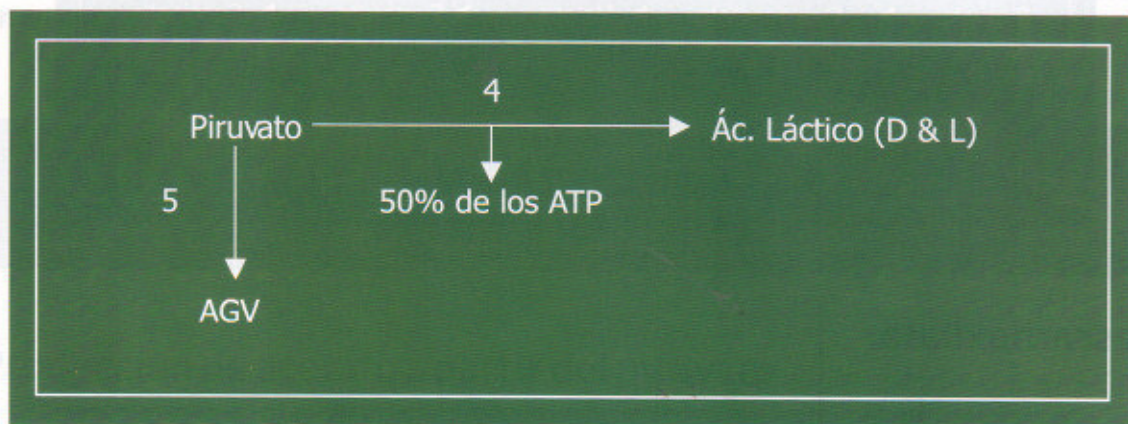 4
Piruvato
Ác. Láctico (D & L)
5
50% de los ATP
AGV